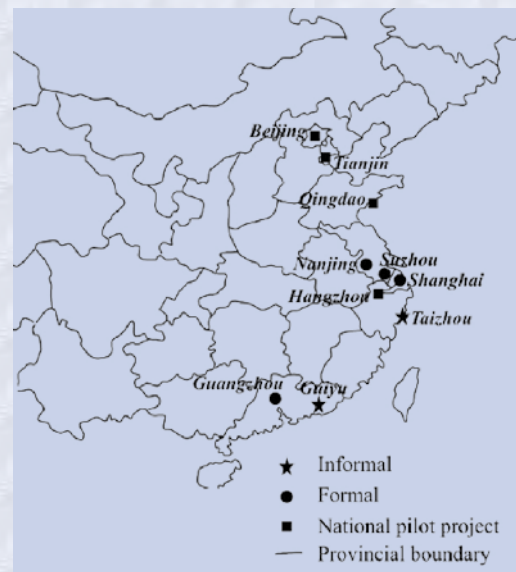 Beijing
Tianjin
Qingdao
Nanjing
Suzhou
Shanghai
Hangzhou
Taizhou
Guangzhou
Guiyu
Informal
Formal
National pilot project
Provincial boundary